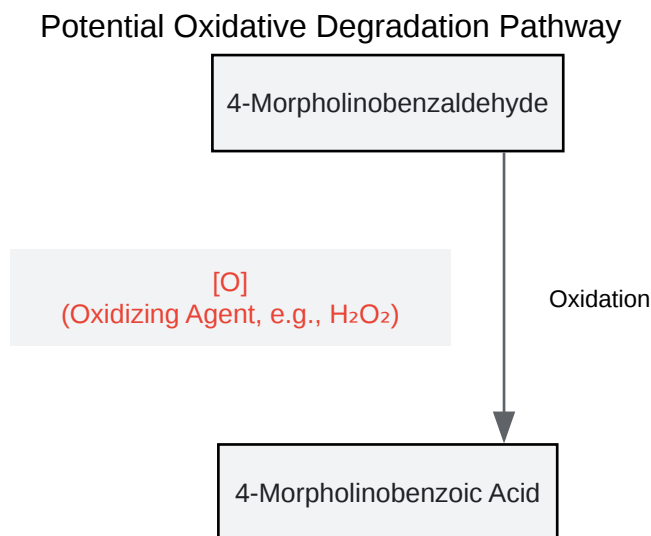 Potential Oxidative Degradation Pathway
4-Morpholinobenzaldehyde
[O]
(Oxidizing Agent, e.g., H₂O₂)
Oxidation
4-Morpholinobenzoic Acid